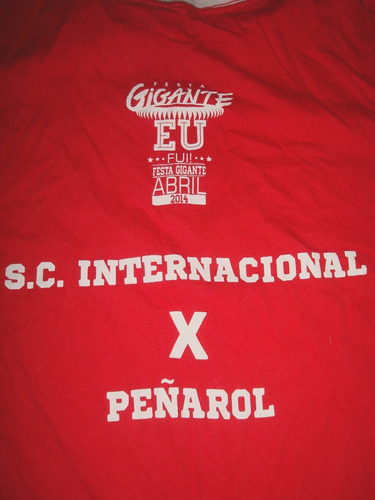 FESTA
GIGANTE
EU
FUI!
FESTA GIGANTE
ABRIL
2014
S.C. INTERNACIONAL
X
PEÑAROL